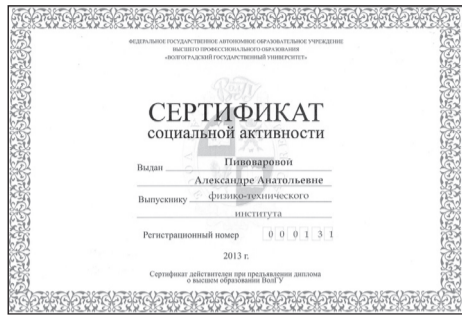 ФЕДЕРАЛЬНОЕ ГОСУДАРСТВЕННОЕ АВТОНОМНОЕ ОБРАЗОВАТЕЛЬНОЕ УЧРЕЖДЕНИЕ
ВЫСШЕГО ПРОФЕССИОНАЛЬНОГО ОБРАЗОВАНИЯ
«ВОЛГОГРАДСКИЙ ГОСУДАРСТВЕННЫЙ УНИВЕРСИТЕТ»
СЕРТИФИКАТ
социальной активности
Выдан Пивоваровой
Александре Анатольевне
Выпускнику физико-технического
института
Регистрационный номер 0 0 0 1 3 1
2013 г.
Сертификат действителен при предъявлении диплома
о высшем образовании ВолГУ